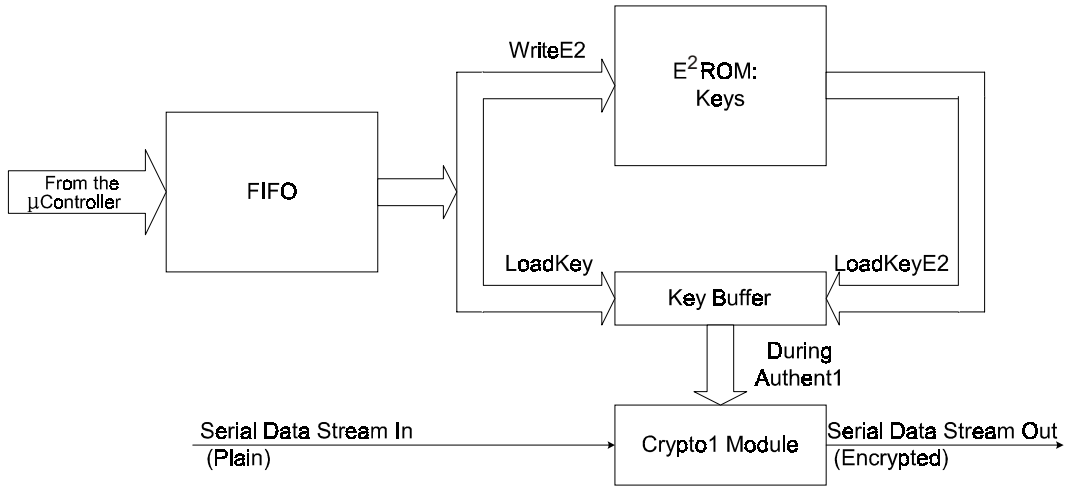 WriteE2
E²ROM:
Keys
From the
µController
FIFO
LoadKey
LoadKeyE2
Key Buffer
During
Authent1
Serial Data Stream In
(Plain)
Crypto1 Module
Serial Data Stream Out
(Encrypted)